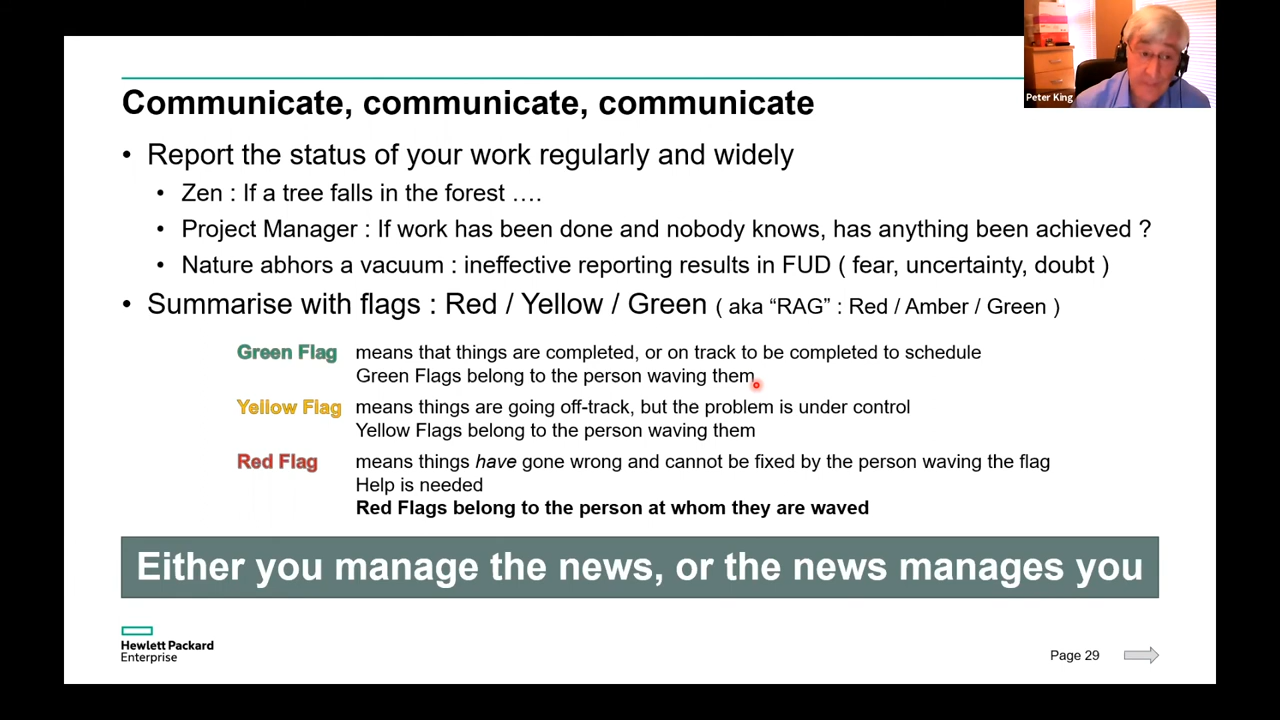 Peter King
Communicate, communicate, communicate
• Report the status of your work regularly and widely
• Zen : If a tree falls in the forest ….
• Project Manager : If work has been done and nobody knows, has anything been achieved ?
• Nature abhors a vacuum : ineffective reporting results in FUD ( fear, uncertainty, doubt )
• Summarise with flags : Red / Yellow / Green ( aka “RAG” : Red / Amber / Green )
Green Flag means that things are completed, or on track to be completed to schedule
Green Flags belong to the person waving them
Yellow Flag means things are going off-track, but the problem is under control
Yellow Flags belong to the person waving them
Red Flag means things have gone wrong and cannot be fixed by the person waving the flag
Help is needed
Red Flags belong to the person at whom they are waved
Either you manage the news, or the news manages you
Hewlett Packard
Enterprise
Page 29